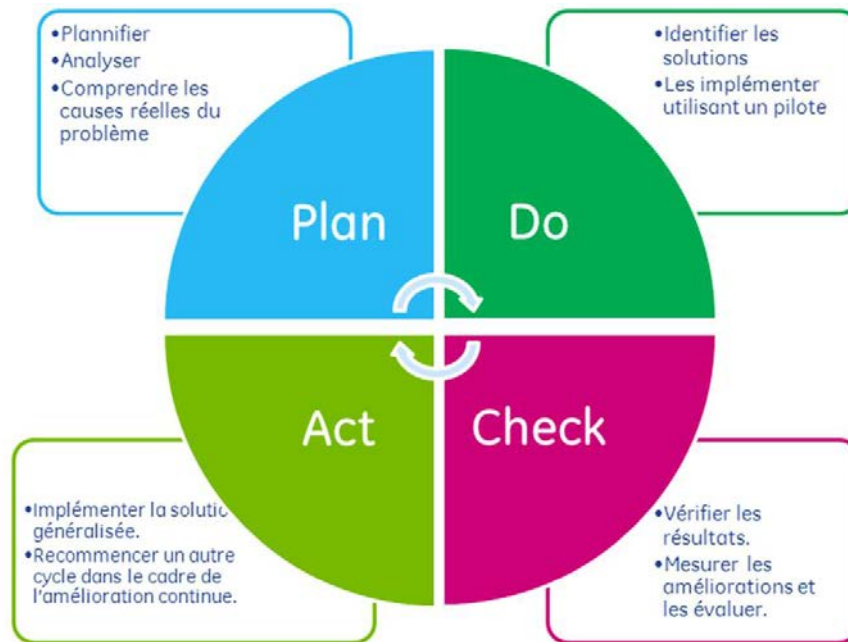 •Plannifier
•Analyser
•Comprendre les
causes réelles du
problème
•Identifier les
solutions
•Les implémenter
utilisant un pilote
Plan
Do
Act
Check
•Implémenter la solutio
généralisée.
•Recommencer un autre
cycle dans le cadre de
l'amélioration continue.
•Vérifier les
résultats.
•Mesurer les
améliorations et
les évaluer.